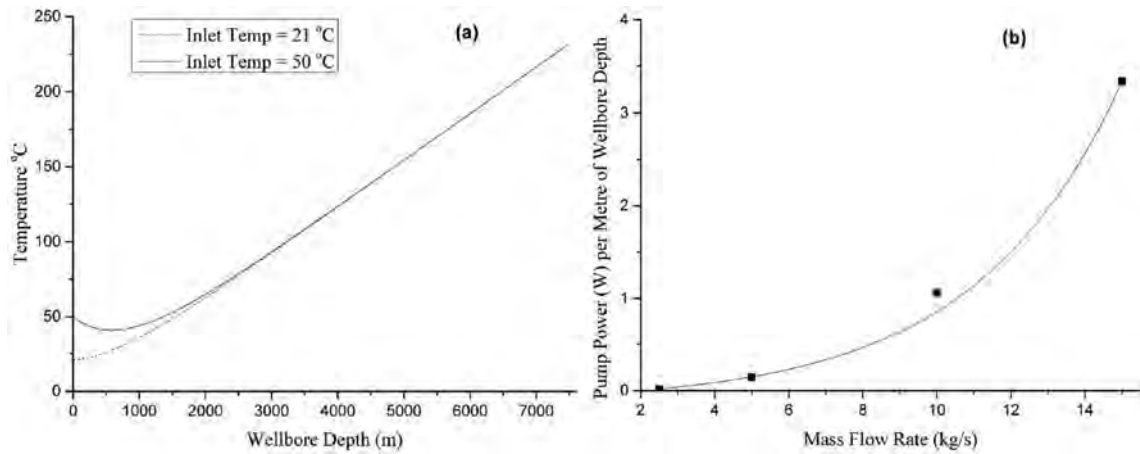 250
200
150
100
50
0
Temperature °C
Inlet Temp = 21 °C
Inlet Temp = 50 °C
(a)
0 1000 2000 3000 4000 5000 6000 7000
Wellbore Depth (m)
4
3
2
1
0
Pump Power (W) per Metre of Wellbore Depth
(b)
2 4 6 8 10 12 14
Mass Flow Rate (kg/s)